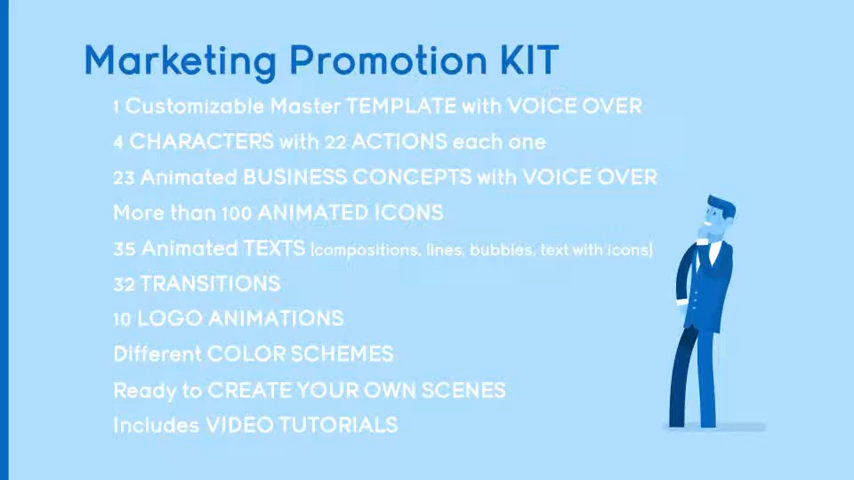 Marketing Promotion KIT
1 Customizable Master TEMPLATE with VOICE OVER
4 CHARACTERS with 22 ACTIONS each one
23 Animated BUSINESS CONCEPTS with VOICE OVER
More than 100 ANIMATED ICONS
35 Animated TEXTS (compositions, lines, bubbles, text with icons)
32 TRANSITIONS
10 LOGO ANIMATIONS
Different COLOR SCHEMES
Ready to CREATE YOUR OWN SCENES
Includes VIDEO TUTORIALS